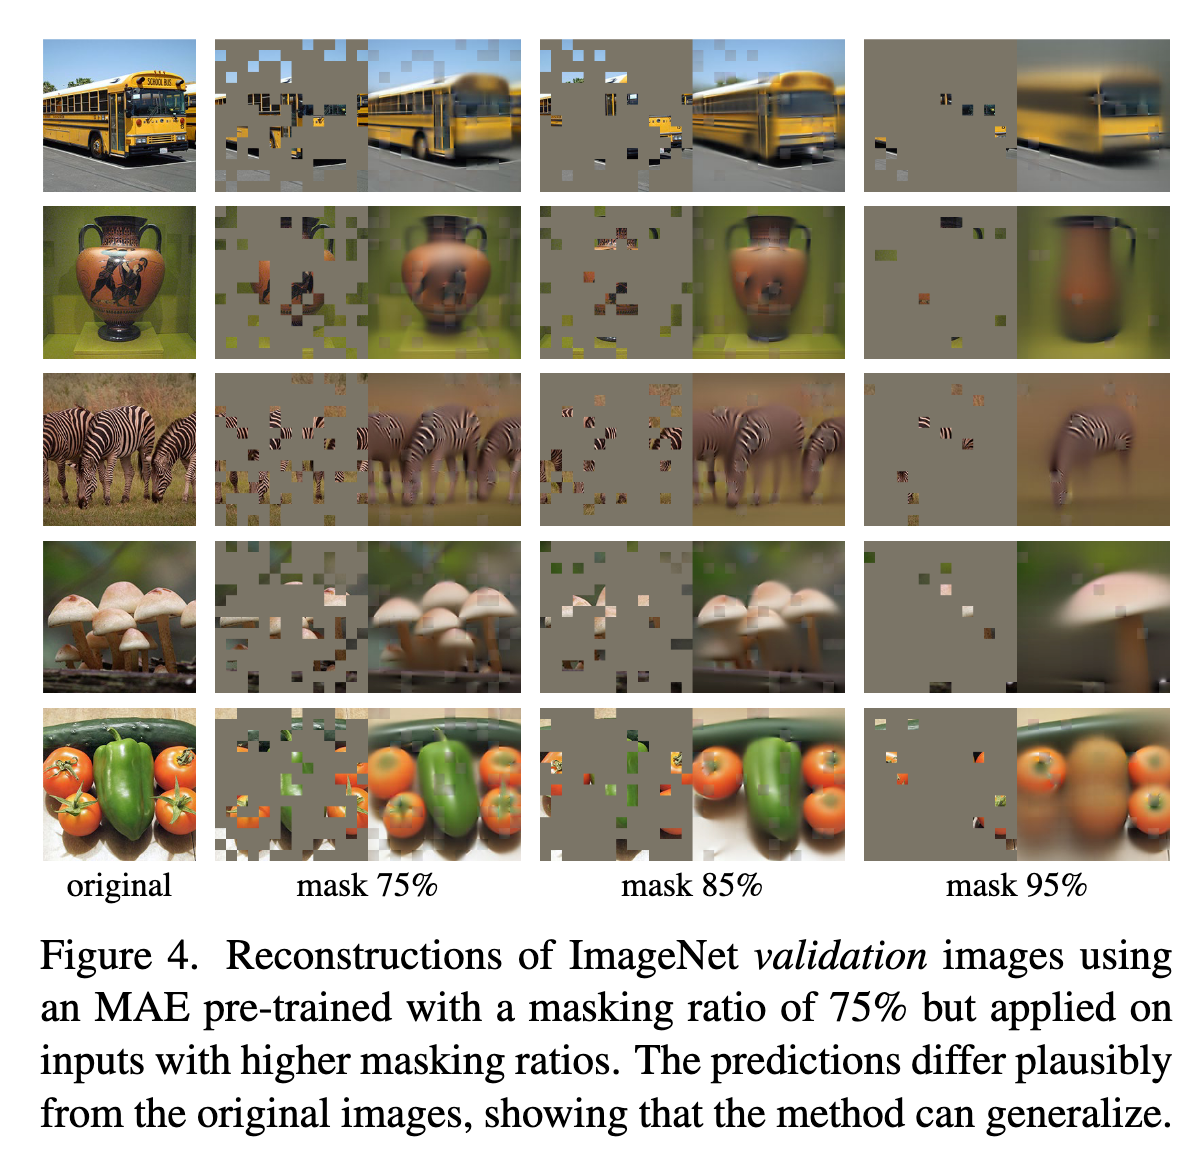 SCHOOL BUS
original
mask 75%
mask 85%
mask 95%
Figure 4. Reconstructions of ImageNet validation images using
an MAE pre-trained with a masking ratio of 75% but applied on
inputs with higher masking ratios. The predictions differ plausibly
from the original images, showing that the method can generalize.